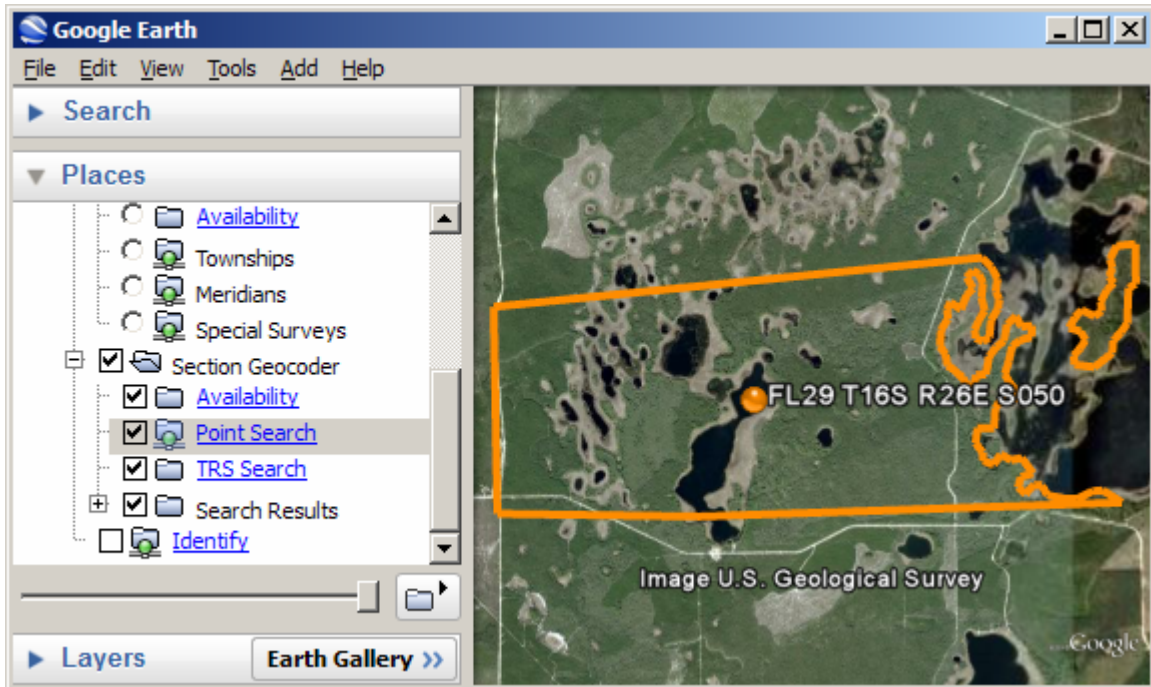 Google Earth
File Edit View Tools Add Help
Search
Places
Availability
Townships
Meridians
Special Surveys
Section Geocoder
Availability
Point Search
TRS Search
Search Results
Identify
Layers
Earth Gallery »
FL29 T16S R26E S050
Image U.S. Geological Survey
Google